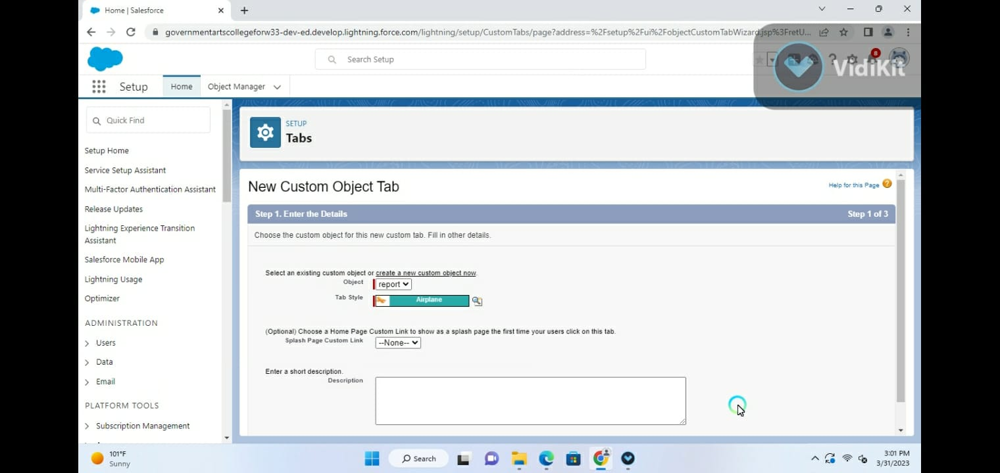 Home | Salesforce
governmentartscollegeforw33-dev-ed.develop.lightning.force.com/lightning/setup/CustomTabs/page?address=%2Fsetup%2Fui%2FobjectCustomTabWizard.jsp%3FretU...
Search Setup
8
VidiKit
Setup
Home
Object Manager
Quick Find
SETUP
Tabs
Setup Home
Service Setup Assistant
Multi-Factor Authentication Assistant
Release Updates
Lightning Experience Transition
Assistant
Salesforce Mobile App
Lightning Usage
Optimizer
ADMINISTRATION
Users
Data
Email
PLATFORM TOOLS
Subscription Management
New Custom Object Tab
Help for this Page
Step 1. Enter the Details
Step 1 of 3
Choose the custom object for this new custom tab. Fill in other details.
Select an existing custom object or create a new custom object now.
Object
report
Tab Style
Airplane
(Optional) Choose a Home Page Custom Link to show as a splash page the first time your users click on this tab.
Splash Page Custom Link
--None--
Enter a short description.
Description
101°F
Sunny
Search
3:01 PM
3/31/2023